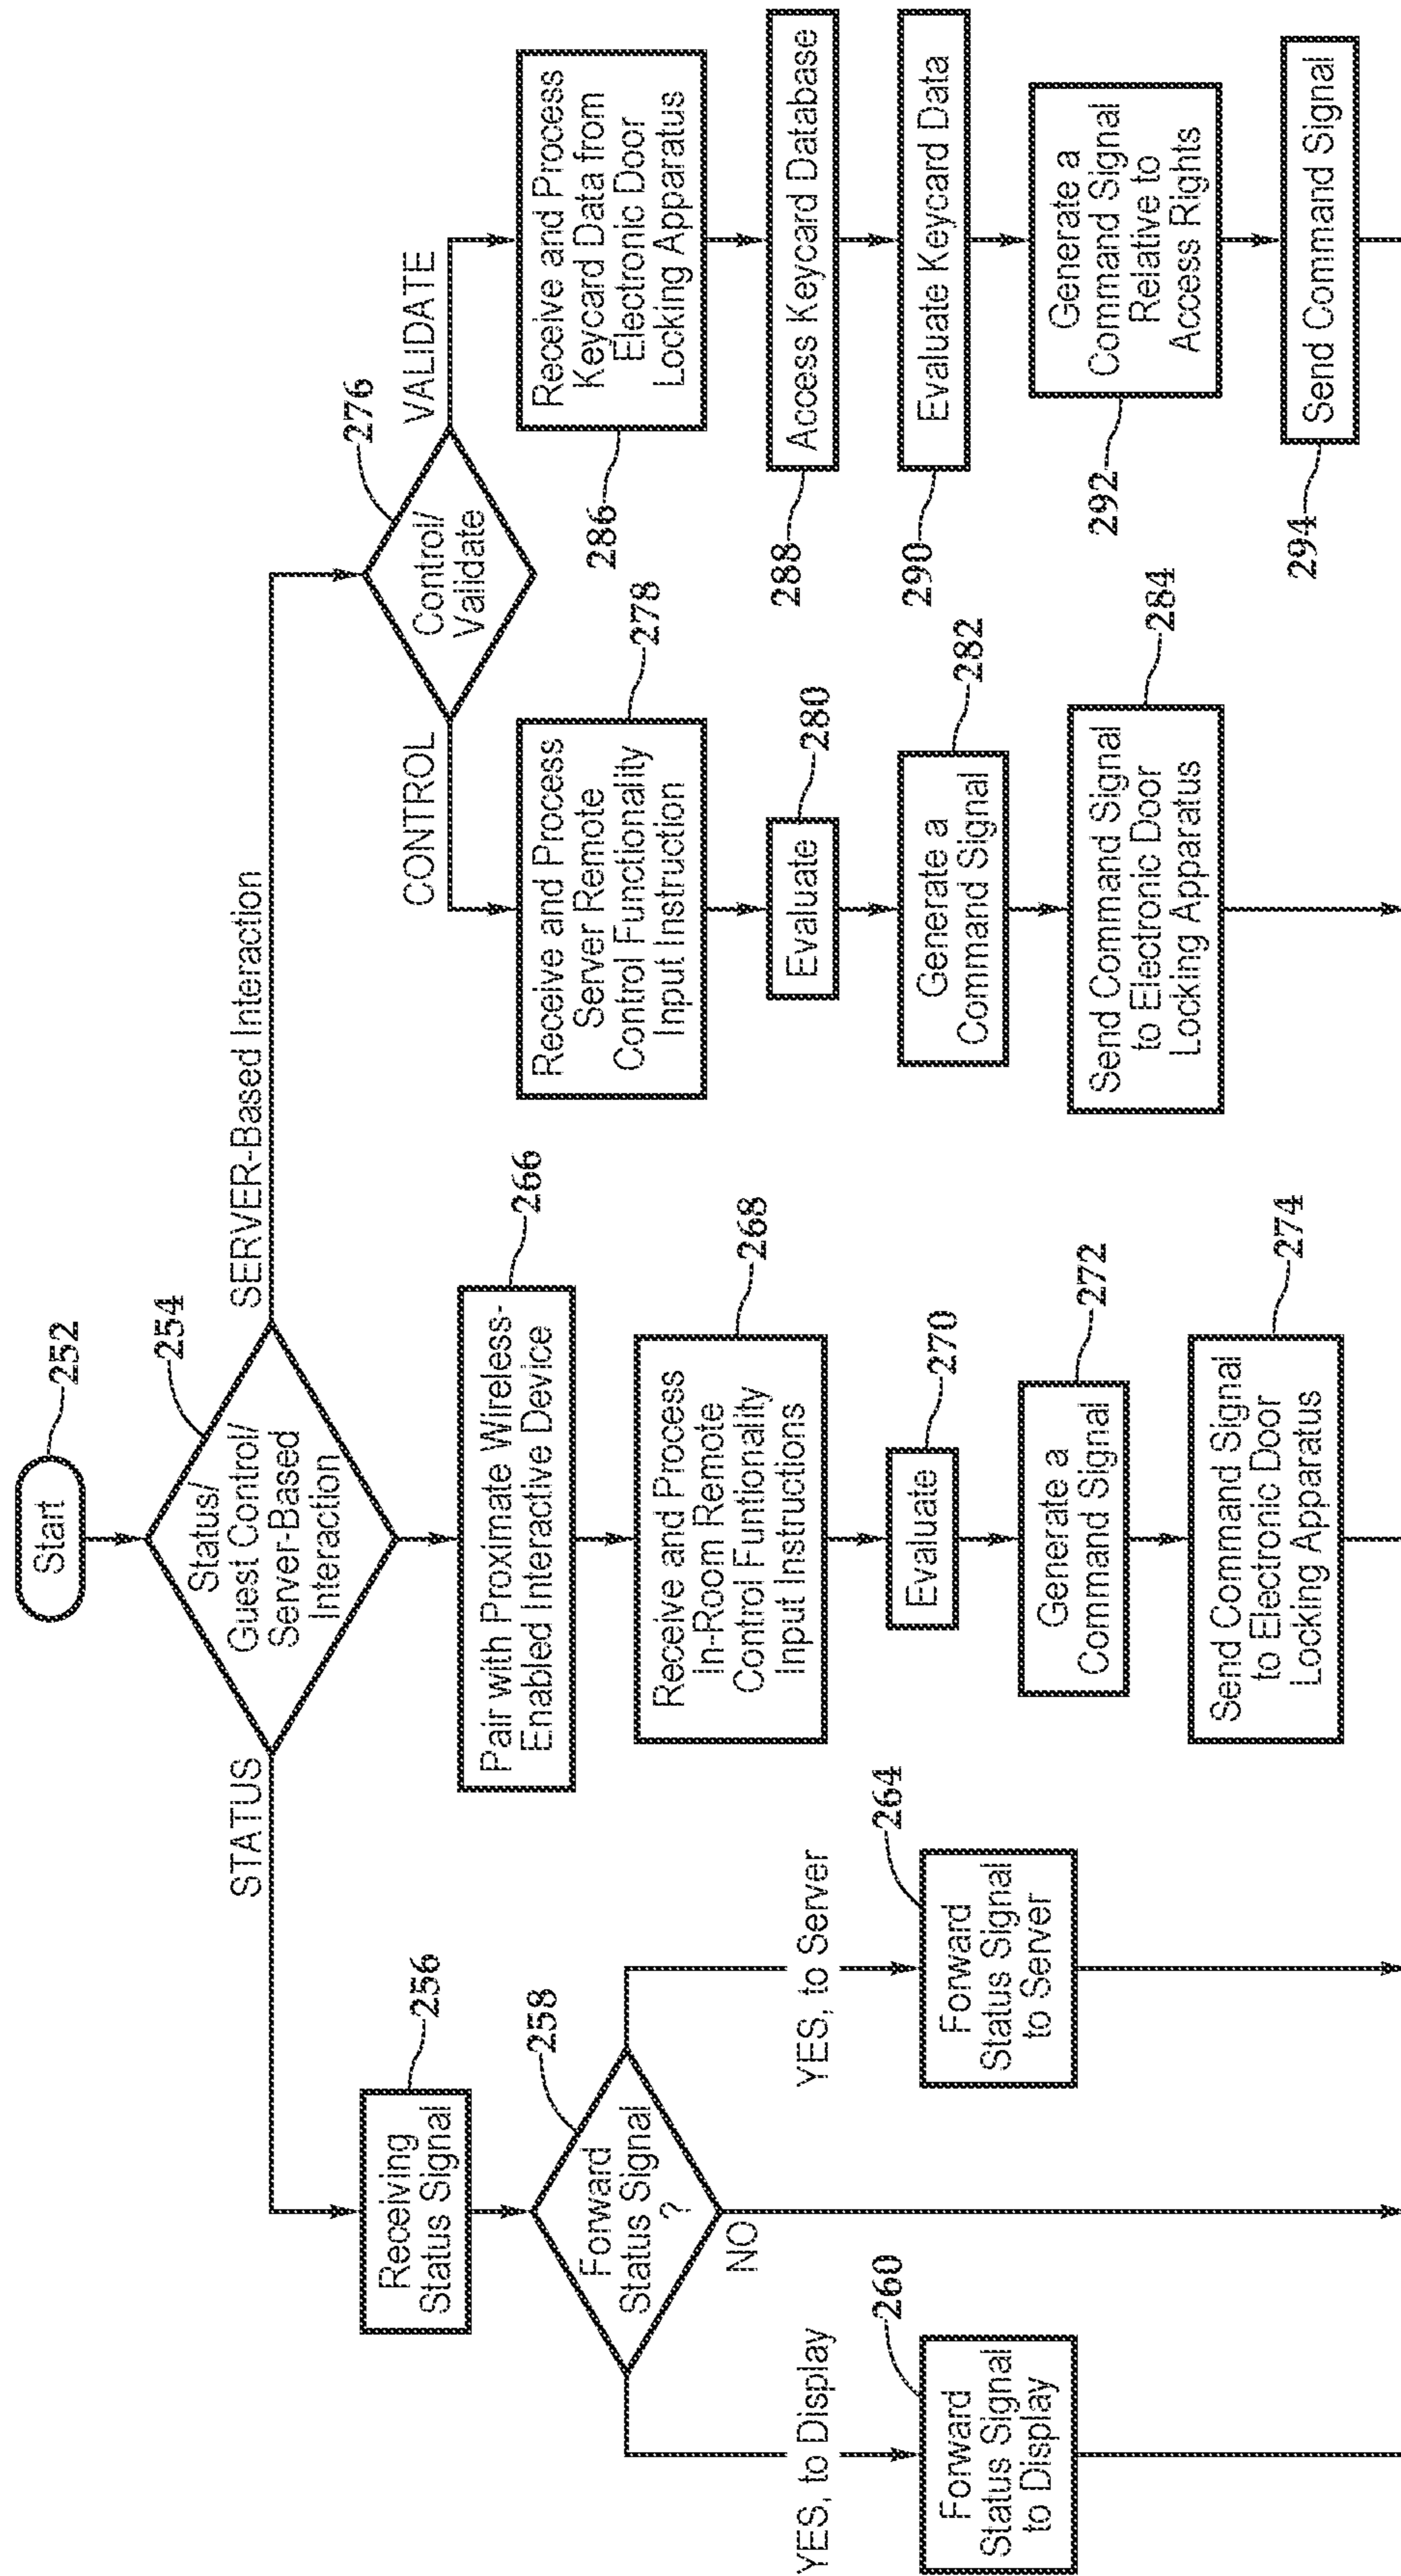 Start
252
Status/
Guest Control/
Server-Based
Interaction
254
STATUS
SERVER-Based Interaction
Receiving
Status Signal
256
Forward
Status Signal
?
258
YES, to Display
NO
YES, to Server
Forward
Status Signal
to Display
260
Forward
Status Signal
to Server
264
Pair with Proximate Wireless-
Enabled Interactive Device
266
Receive and Process
In-Room Remote
Control Funtionality
Input Instructions
268
Evaluate
270
Generate a
Command Signal
272
Send Command Signal
to Electronic Door
Locking Apparatus
274
Control/
Validate
276
CONTROL
VALIDATE
Receive and Process
Server Remote
Control Functionality
Input Instruction
278
Evaluate
280
Generate a
Command Signal
282
Send Command Signal
to Electronic Door
Locking Apparatus
284
Receive and Process
Keycard Data from
Electronic Door
Locking Apparatus
286
Access Keycard Database
288
Evaluate Keycard Data
290
Generate a
Command Signal
Relative to
Access Rights
292
Send Command Signal
294